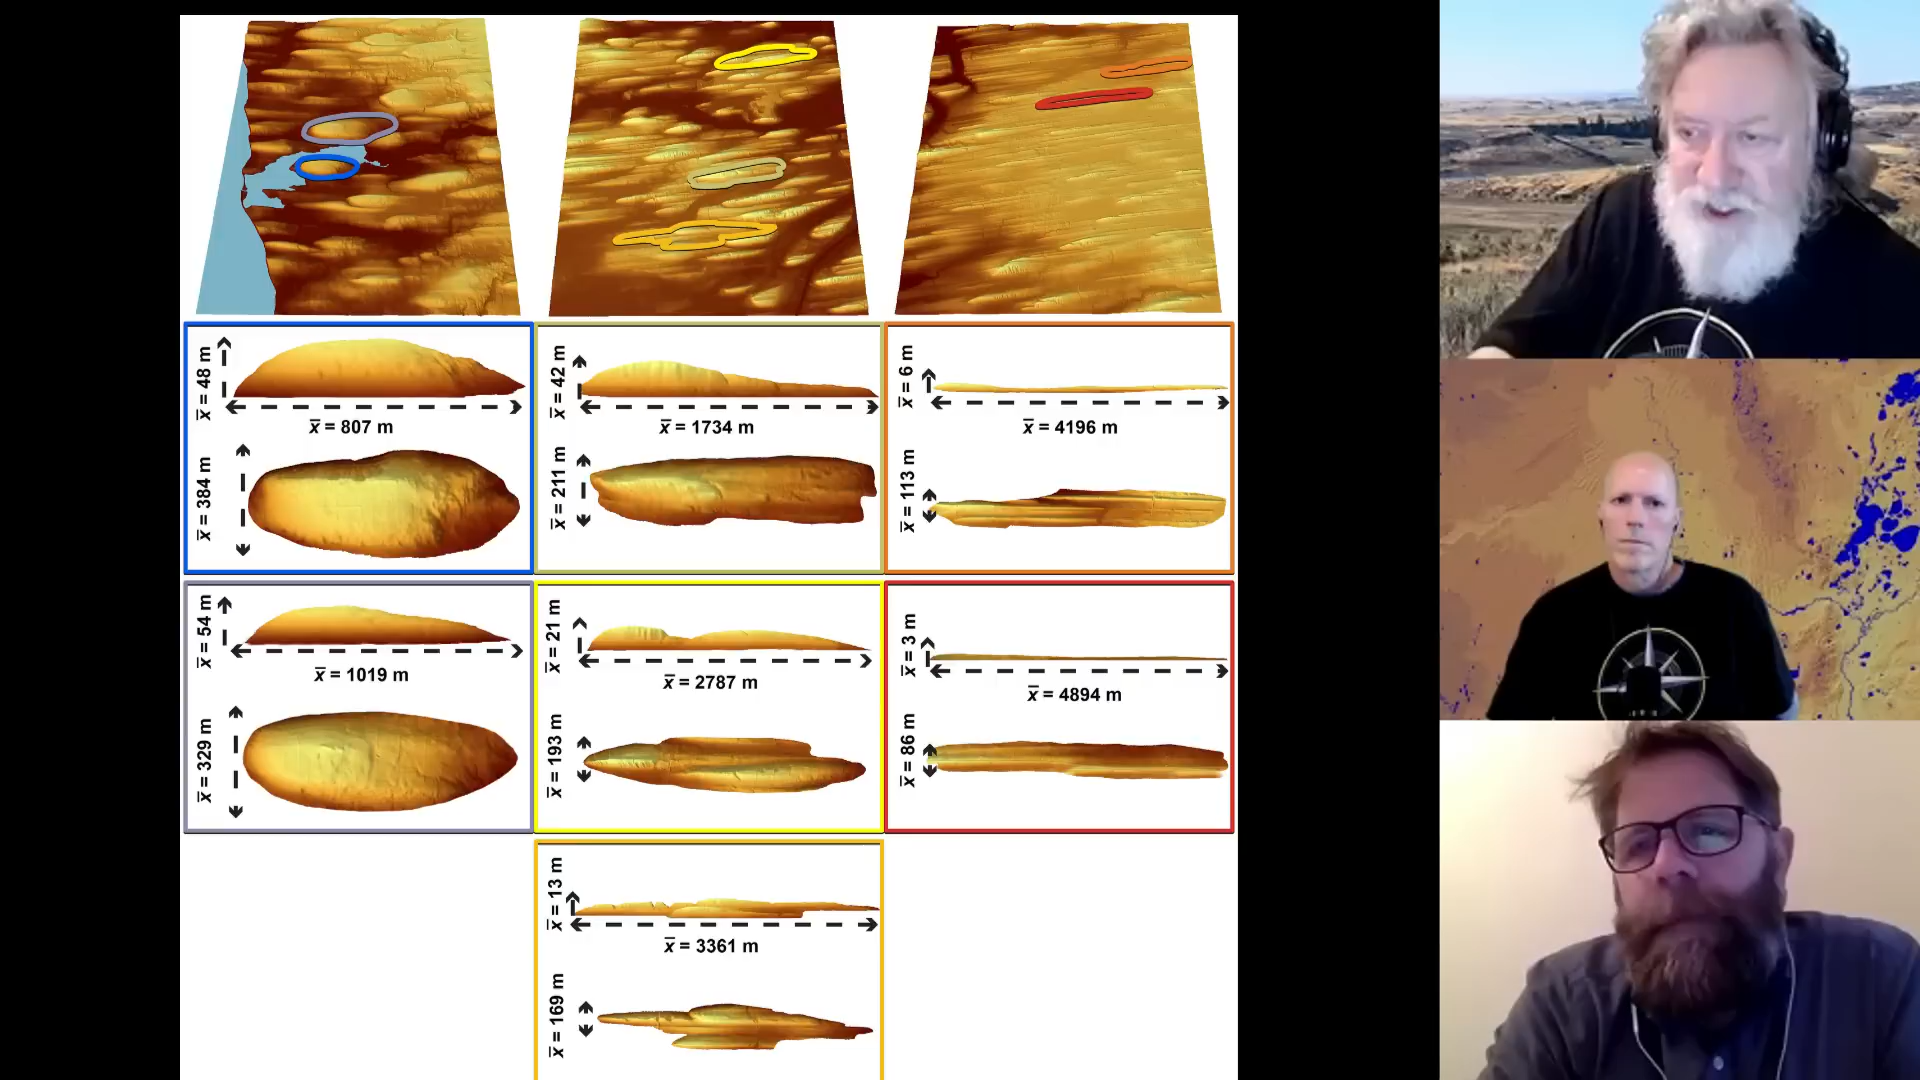 x̄ = 48 m
x̄ = 807 m
x̄ = 384 m
x̄ = 42 m
x̄ = 1734 m
x̄ = 211 m
x̄ = 6 m
x̄ = 4196 m
x̄ = 113 m
x̄ = 54 m
x̄ = 1019 m
x̄ = 329 m
x̄ = 21 m
x̄ = 2787 m
x̄ = 193 m
x̄ = 3 m
x̄ = 4894 m
x̄ = 86 m
x̄ = 13 m
x̄ = 3361 m
x̄ = 169 m